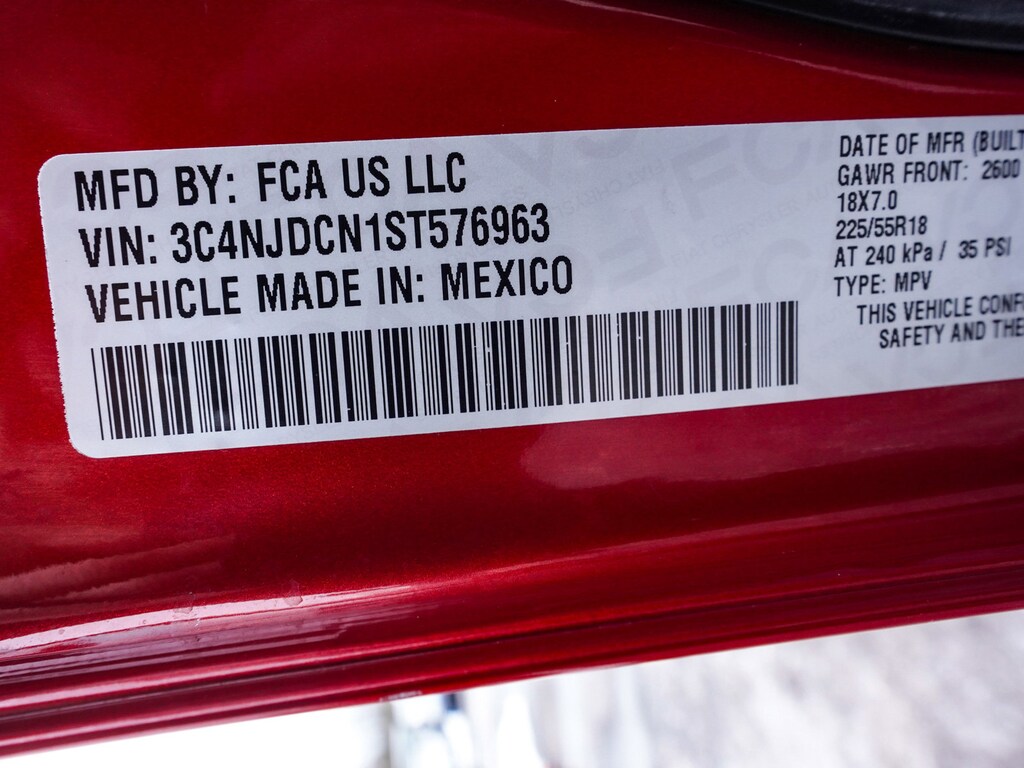 MFD BY: FCA US LLC
VIN: 3C4NJDCN1ST576963
VEHICLE MADE IN: MEXICO
DATE OF MFR (BUILT
GAWR FRONT: 2600
18X7.0
225/55R18
AT 240 kPa / 35 PSI
TYPE: MPV
THIS VEHICLE CONF
SAFETY AND THE